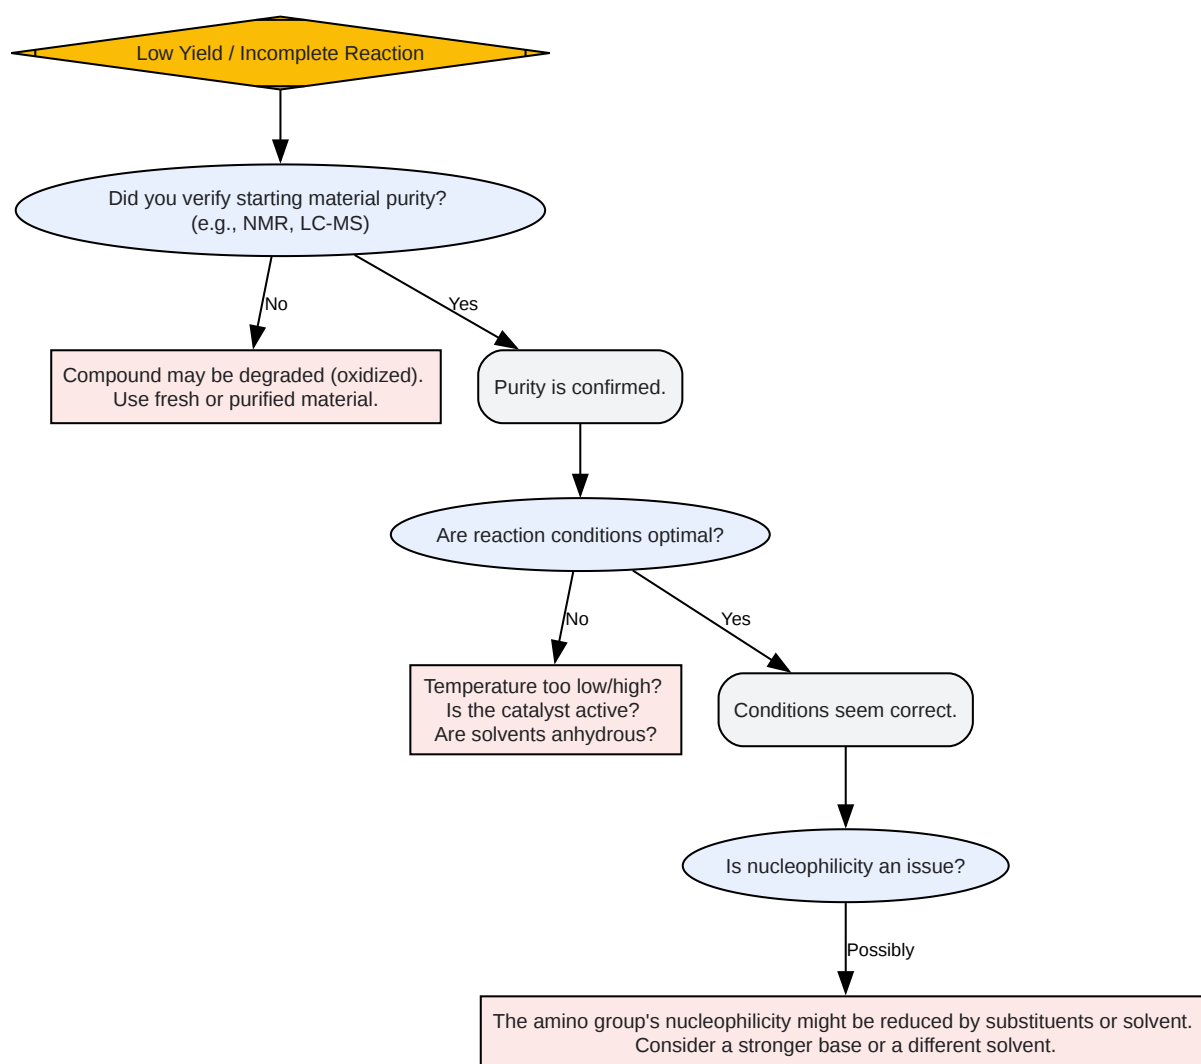 Low Yield / Incomplete Reaction
Did you verify starting material purity?
(e.g., NMR, LC-MS)
No
Yes
Compound may be degraded (oxidized).
Use fresh or purified material.
Purity is confirmed.
Are reaction conditions optimal?
No
Yes
Temperature too low/high?
Is the catalyst active?
Are solvents anhydrous?
Conditions seem correct.
Is nucleophilicity an issue?
Possibly
The amino group's nucleophilicity might be reduced by substituents or solvent.
Consider a stronger base or a different solvent.